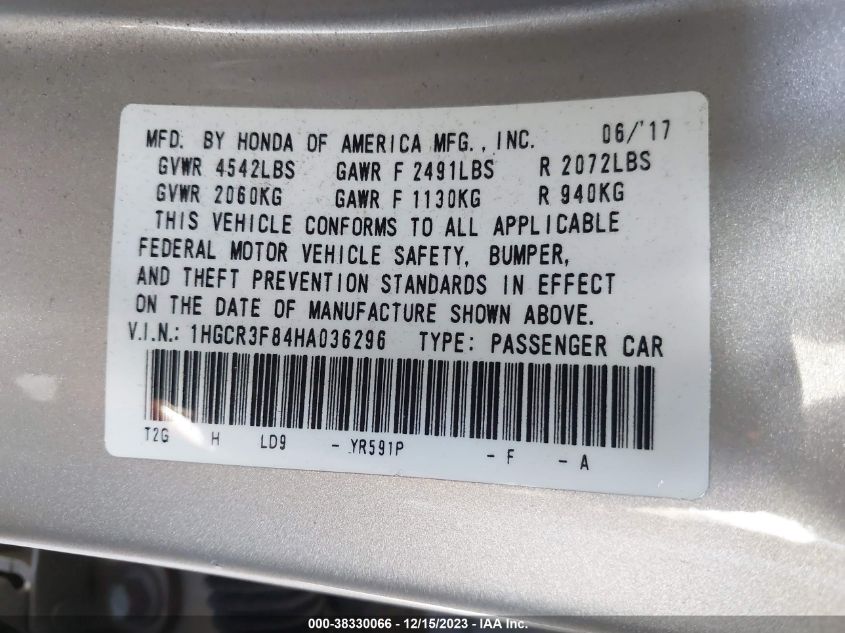 MFD. BY HONDA OF AMERICA MFG., INC. 06/'17
GVWR 4542LBS GAWR F 2491LBS R 2072LBS
GVWR 2060KG GAWR F 1130KG R 940KG
THIS VEHICLE CONFORMS TO ALL APPLICABLE
FEDERAL MOTOR VEHICLE SAFETY, BUMPER,
AND THEFT PREVENTION STANDARDS IN EFFECT
ON THE DATE OF MANUFACTURE SHOWN ABOVE.
V.I.N.: 1HGCR3F84HA036296 TYPE: PASSENGER CAR
T2G H LD9 - YR591P - F - A
000-38330066 - 12/15/2023 - IAA Inc.